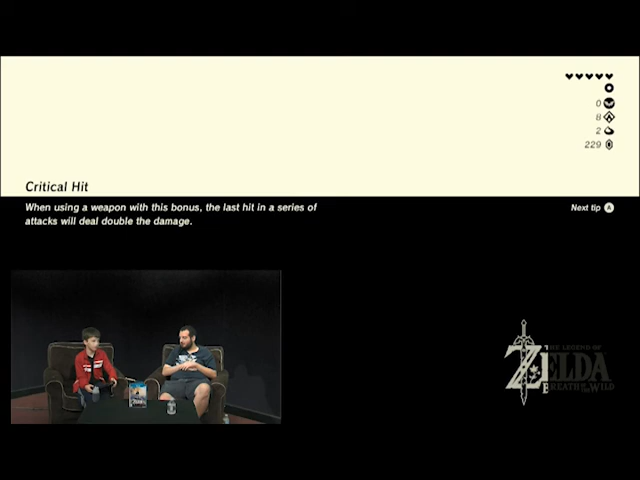 0
8
2
229
Critical Hit
When using a weapon with this bonus, the last hit in a series of
attacks will deal double the damage.
Next tip A
THE LEGEND OF
ZELDA
BREATH OF THE WILD